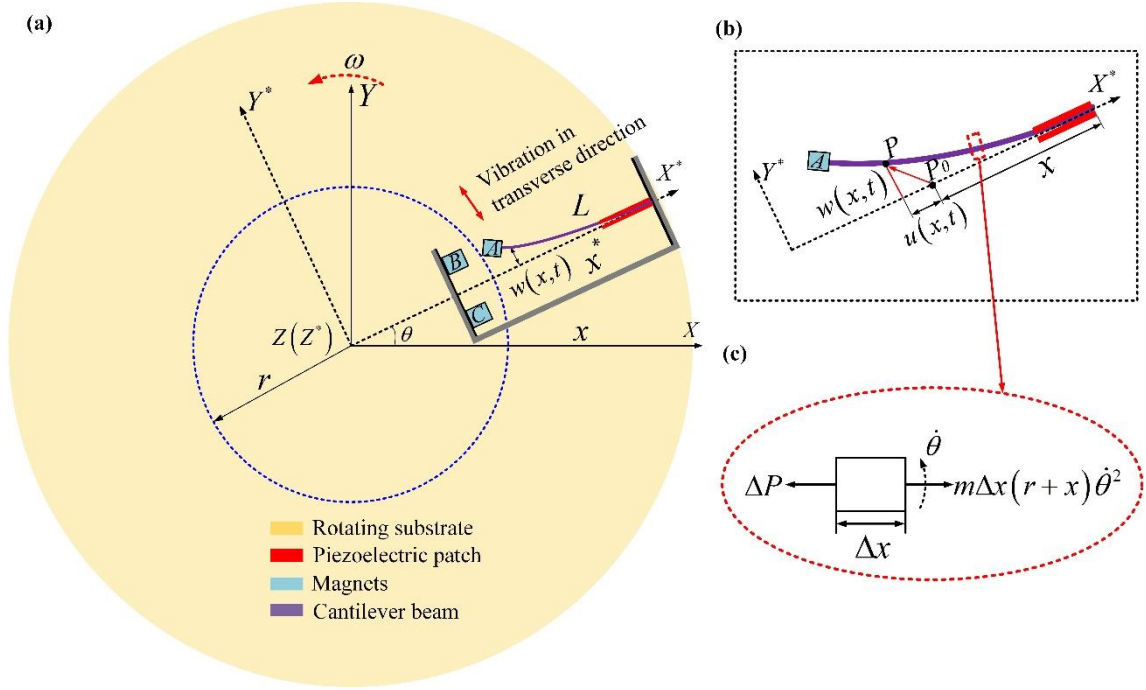 (a)
ω
Y*
Y
Vibration in
transverse direction
X*
L
A
B
C
w(x,t)
x*
θ
Z(Z*)
x
X
r
Rotating substrate
Piezoelectric patch
Magnets
Cantilever beam
(b)
X*
A
P
P₀
Y*
w(x,t)
u(x,t)
x
(c)
θ̇
ΔP
mΔx(r+x)θ̇²
Δx